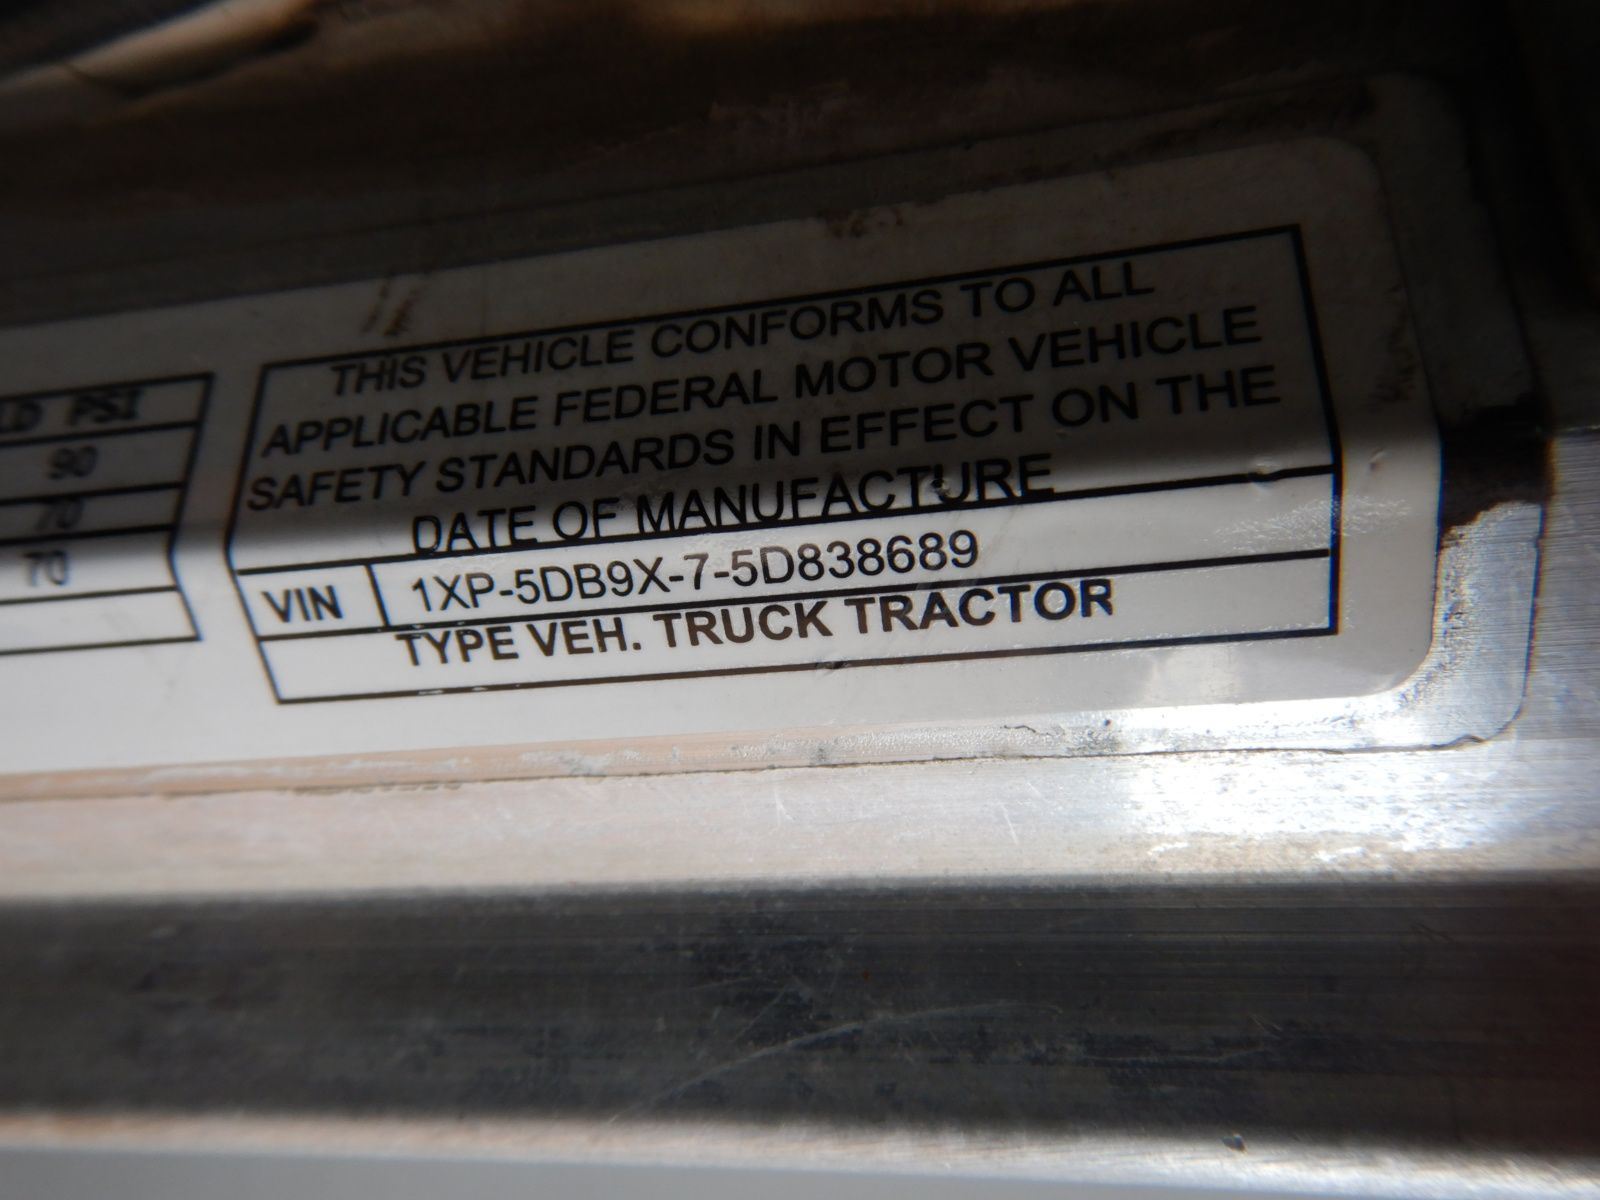 LD PSI
90
70
70
THIS VEHICLE CONFORMS TO ALL
APPLICABLE FEDERAL MOTOR VEHICLE
SAFETY STANDARDS IN EFFECT ON THE
DATE OF MANUFACTURE
VIN 1XP-5DB9X-7-5D838689
TYPE VEH. TRUCK TRACTOR